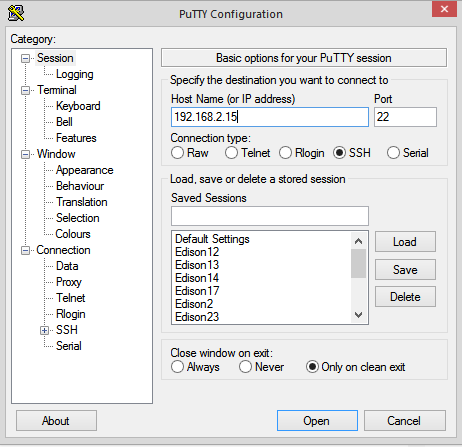 PuTTY Configuration
Category:
Session
Logging
Terminal
Keyboard
Bell
Features
Window
Appearance
Behaviour
Translation
Selection
Colours
Connection
Data
Proxy
Telnet
Rlogin
SSH
Serial
Basic options for your PuTTY session
Specify the destination you want to connect to
Host Name (or IP address) Port
192.168.2.15 22
Connection type:
Raw Telnet Rlogin SSH Serial
Load, save or delete a stored session
Saved Sessions
Default Settings
Edison12
Edison13
Edison14
Edison17
Edison2
Edison23
Load
Save
Delete
Close window on exit:
Always Never Only on clean exit
About Open Cancel